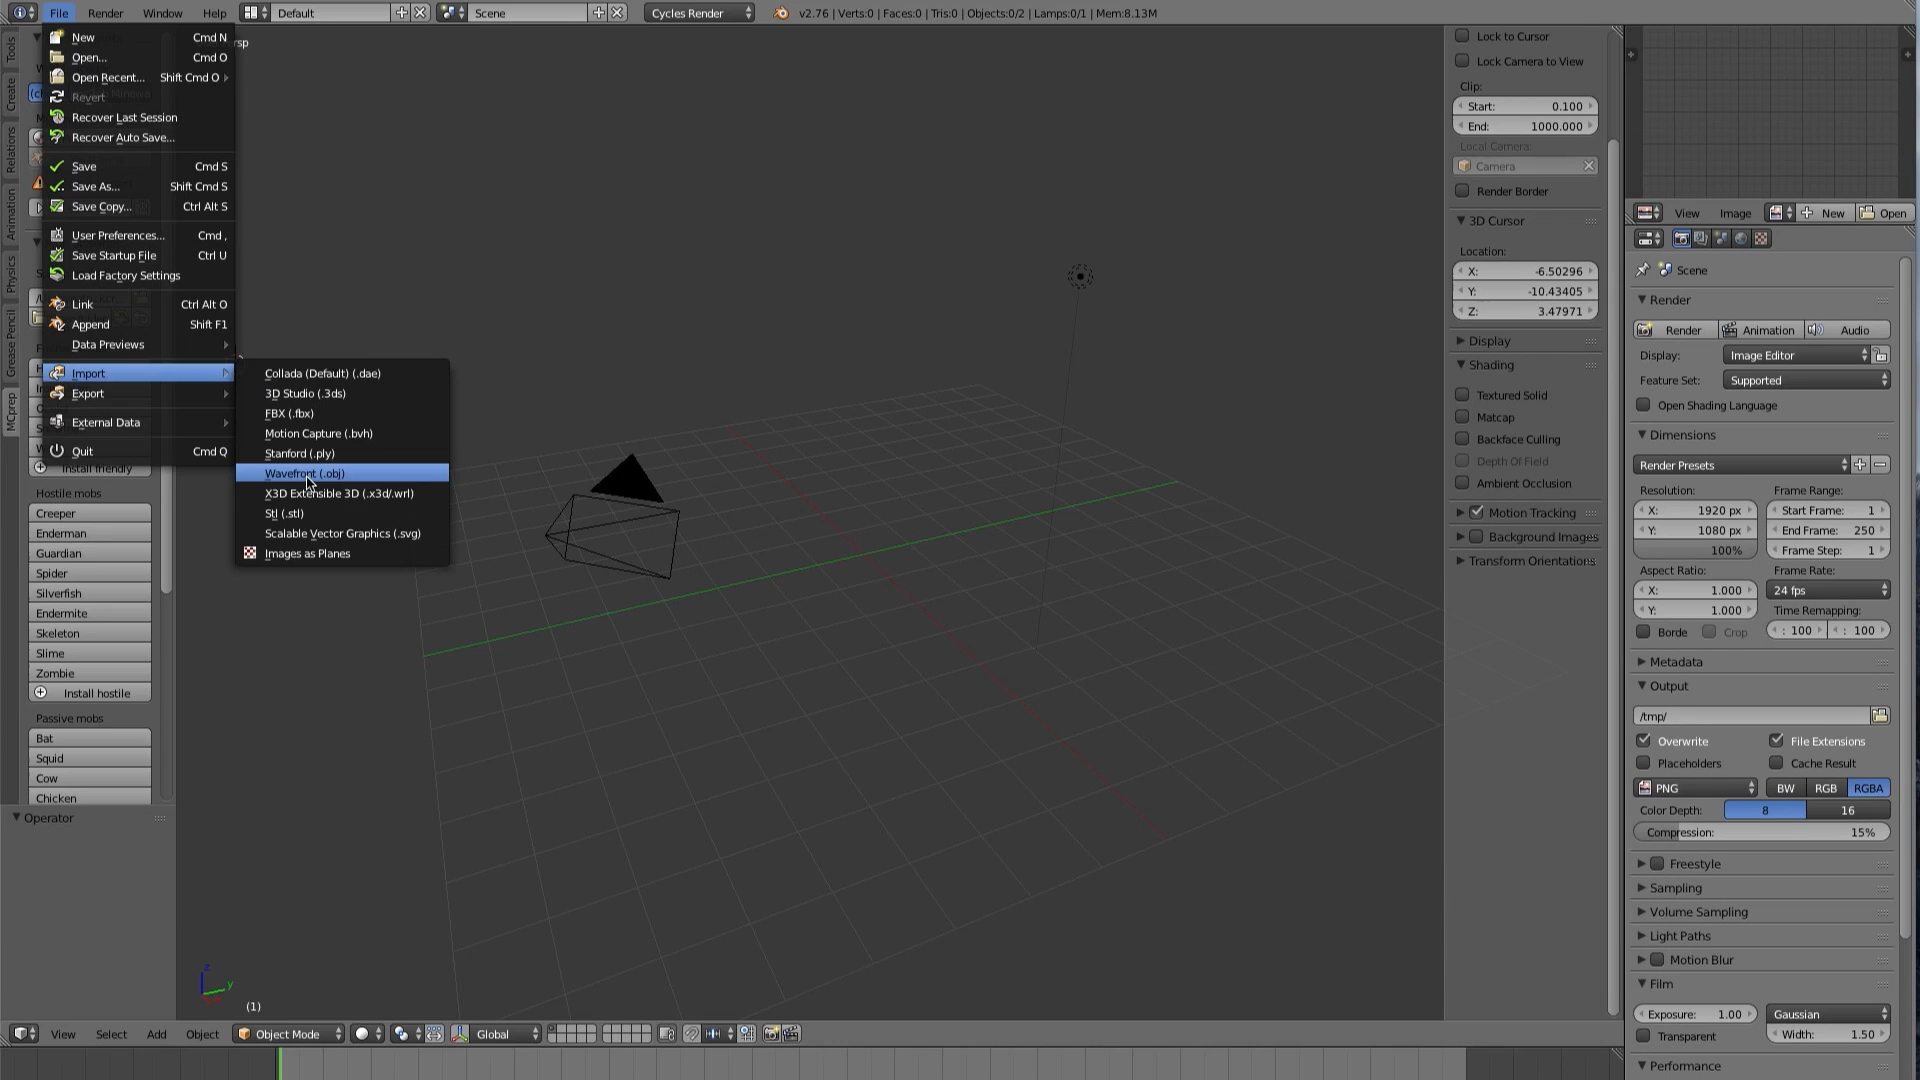 File Render Window Help Default Scene Cycles Render v2.76 | Verts:0 | Faces:0 | Tris:0 | Objects:0/2 | Lamps:0/1 | Mem:8.13M
New Cmd N
Open... Cmd O
Open Recent... Shift Cmd O
Revert
Recover Last Session
Recover Auto Save...
Save Cmd S
Save As... Shift Cmd S
Save Copy... Ctrl Alt S
User Preferences... Cmd ,
Save Startup File Ctrl U
Load Factory Settings
Link Ctrl Alt O
Append Shift F1
Data Previews
Import
Export
External Data
Quit Cmd Q
Collada (Default) (.dae)
3D Studio (.3ds)
FBX (.fbx)
Motion Capture (.bvh)
Stanford (.ply)
Wavefront (.obj)
X3D Extensible 3D (.x3d/.wrl)
Stl (.stl)
Scalable Vector Graphics (.svg)
Images as Planes
Tools
Create
Relations
Animation
Physics
Grease Pencil
MCprep
Install friendly
Hostile mobs
Creeper
Enderman
Guardian
Spider
Silverfish
Endermite
Skeleton
Slime
Zombie
Install hostile
Passive mobs
Bat
Squid
Cow
Chicken
Operator
z
y
(1)
View Select Add Object Object Mode Global
Lock to Cursor
Lock Camera to View
Clip:
Start: 0.100
End: 1000.000
Local Camera:
Camera
Render Border
3D Cursor
Location:
X: -6.50296
Y: -10.43405
Z: 3.47971
Display
Shading
Textured Solid
Matcap
Backface Culling
Depth Of Field
Ambient Occlusion
Motion Tracking
Background Images
Transform Orientations
View Image New Open
Scene
Render
Render Animation Audio
Display: Image Editor
Feature Set: Supported
Open Shading Language
Dimensions
Render Presets
Resolution: Frame Range:
X: 1920 px Start Frame: 1
Y: 1080 px End Frame: 250
100% Frame Step: 1
Aspect Ratio: Frame Rate:
X: 1.000 24 fps
Y: 1.000 Time Remapping:
Borde Crop : 100 : 100
Metadata
Output
/tmp/
Overwrite File Extensions
Placeholders Cache Result
PNG BW RGB RGBA
Color Depth: 8 16
Compression: 15%
Freestyle
Sampling
Volume Sampling
Light Paths
Motion Blur
Film
Exposure: 1.00 Gaussian
Transparent Width: 1.50
Performance